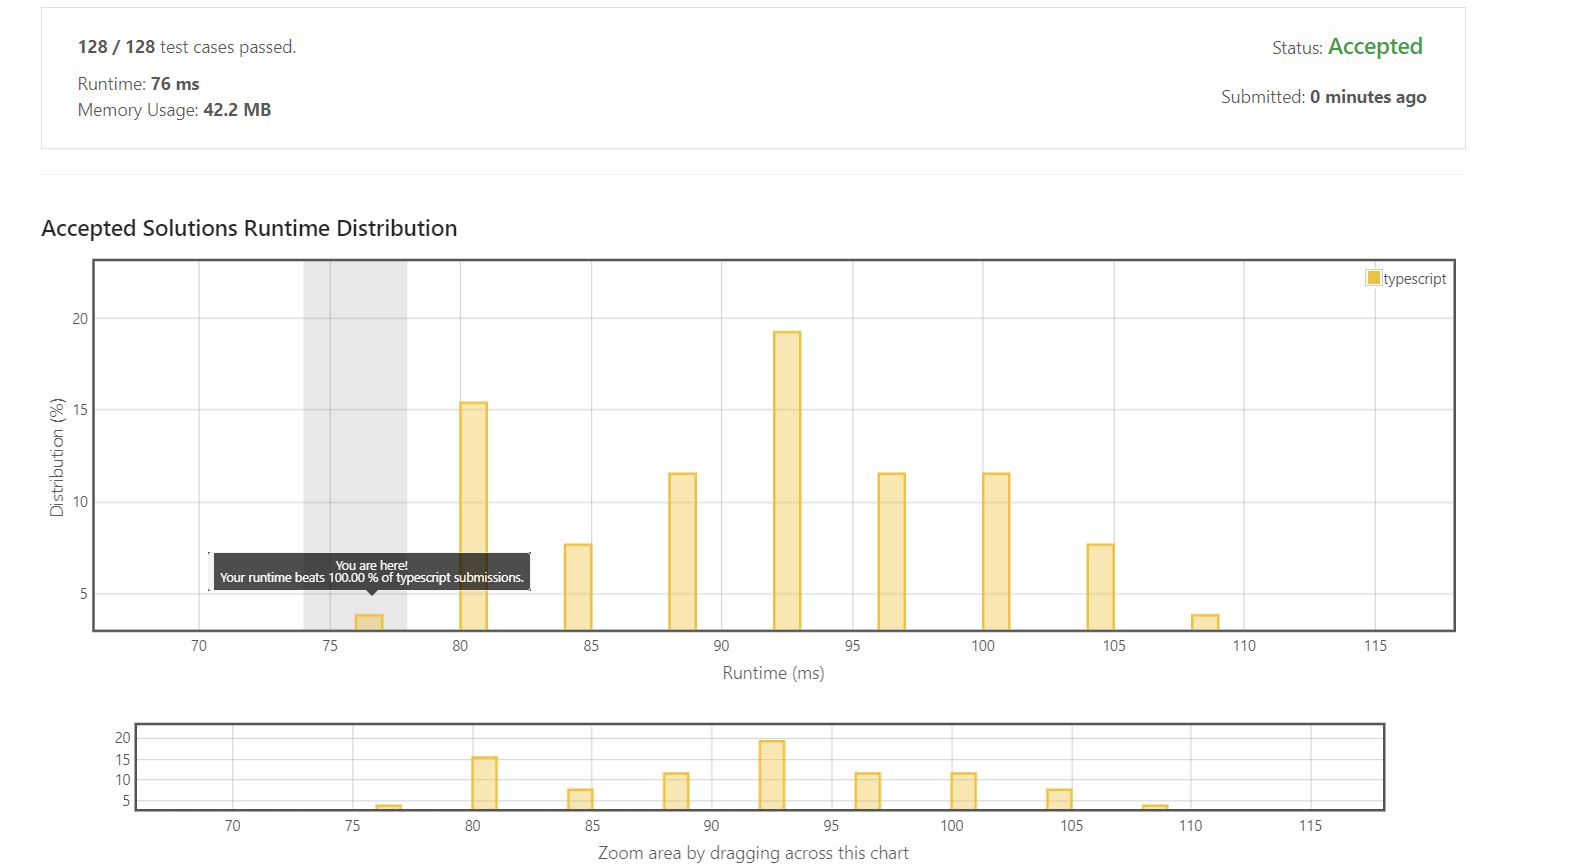 128 / 128 test cases passed.
Status: Accepted
Runtime: 76 ms
Memory Usage: 42.2 MB
Submitted: 0 minutes ago
Accepted Solutions Runtime Distribution
typescript
20
15
10
5
Distribution (%)
You are here!
Your runtime beats 100.00 % of typescript submissions.
70 75 80 85 90 95 100 105 110 115
Runtime (ms)
20
15
10
5
70 75 80 85 90 95 100 105 110 115
Zoom area by dragging across this chart